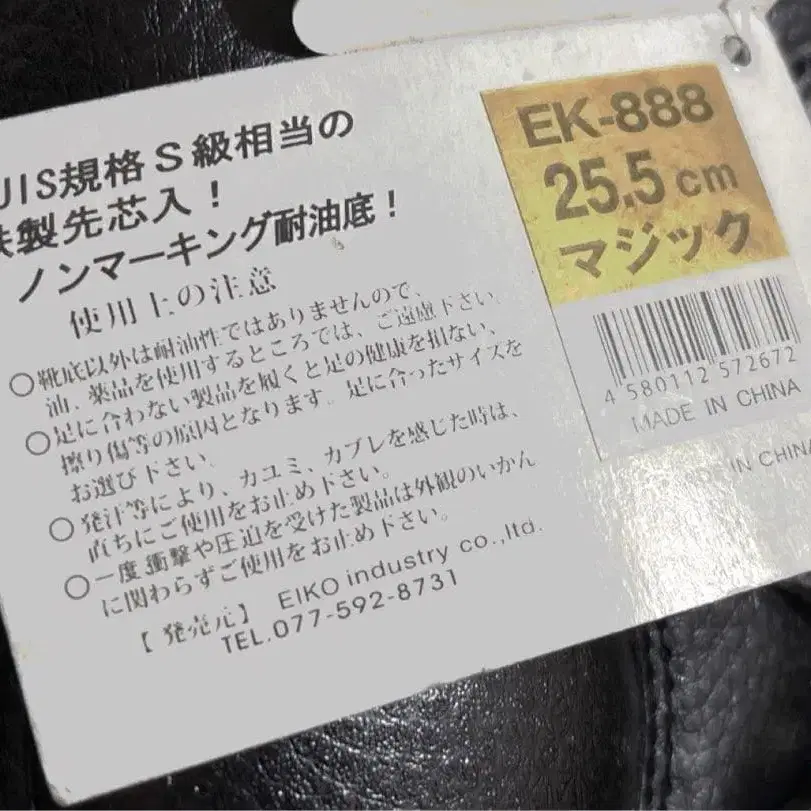 JIS規格S級相当の
鉄製先芯入！
ノンマーキング耐油底！
使用上の注意
○靴底以外は耐油性ではありませんので、
油、薬品を使用するところでは、ご遠慮下さい。
○足に合わない製品を履くと足の健康を損ない、
擦り傷等の原因となります。足に合ったサイズを
お選び下さい。
○発汁等により、カユミ、カブレを感じた時は、
直ちにご使用をお止め下さい。
○一度衝撃や圧迫を受けた製品は外観のいかん
に関わらずご使用をお止め下さい。
【発売元】 EIKO industry co.,ltd.
TEL.077-592-8731
EK-888
25.5cm
マジック
4 580112 572672
MADE IN CHINA
DE IN CHINA